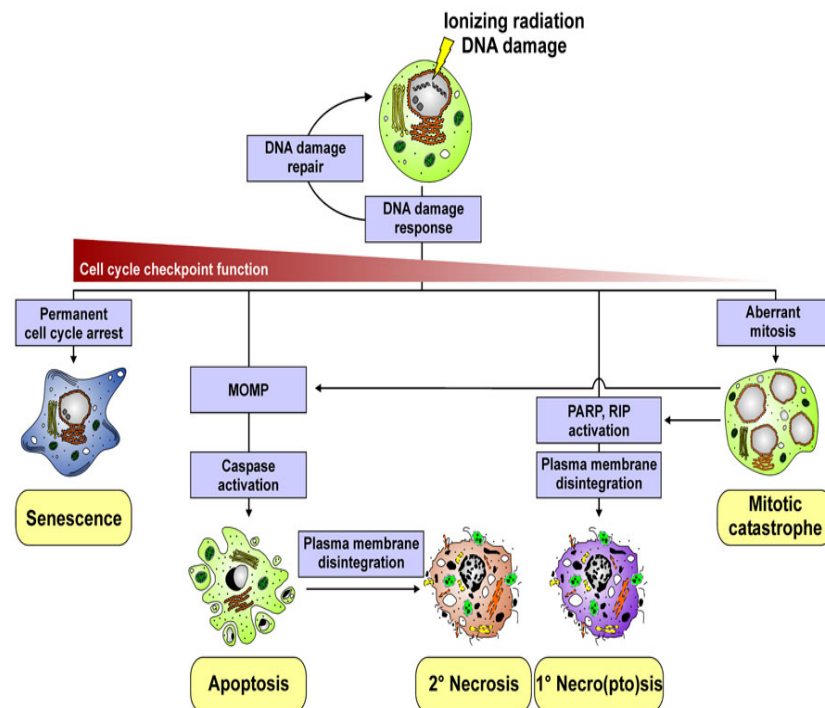 Ionizing radiation
DNA damage
DNA damage
repair
DNA damage
response
Cell cycle checkpoint function
Permanent
cell cycle arrest
Aberrant
mitosis
MOMP
PARP, RIP
activation
Caspase
activation
Plasma membrane
disintegration
Senescence
Mitotic
catastrophe
Plasma membrane
disintegration
Apoptosis
2° Necrosis
1° Necro(pto)sis